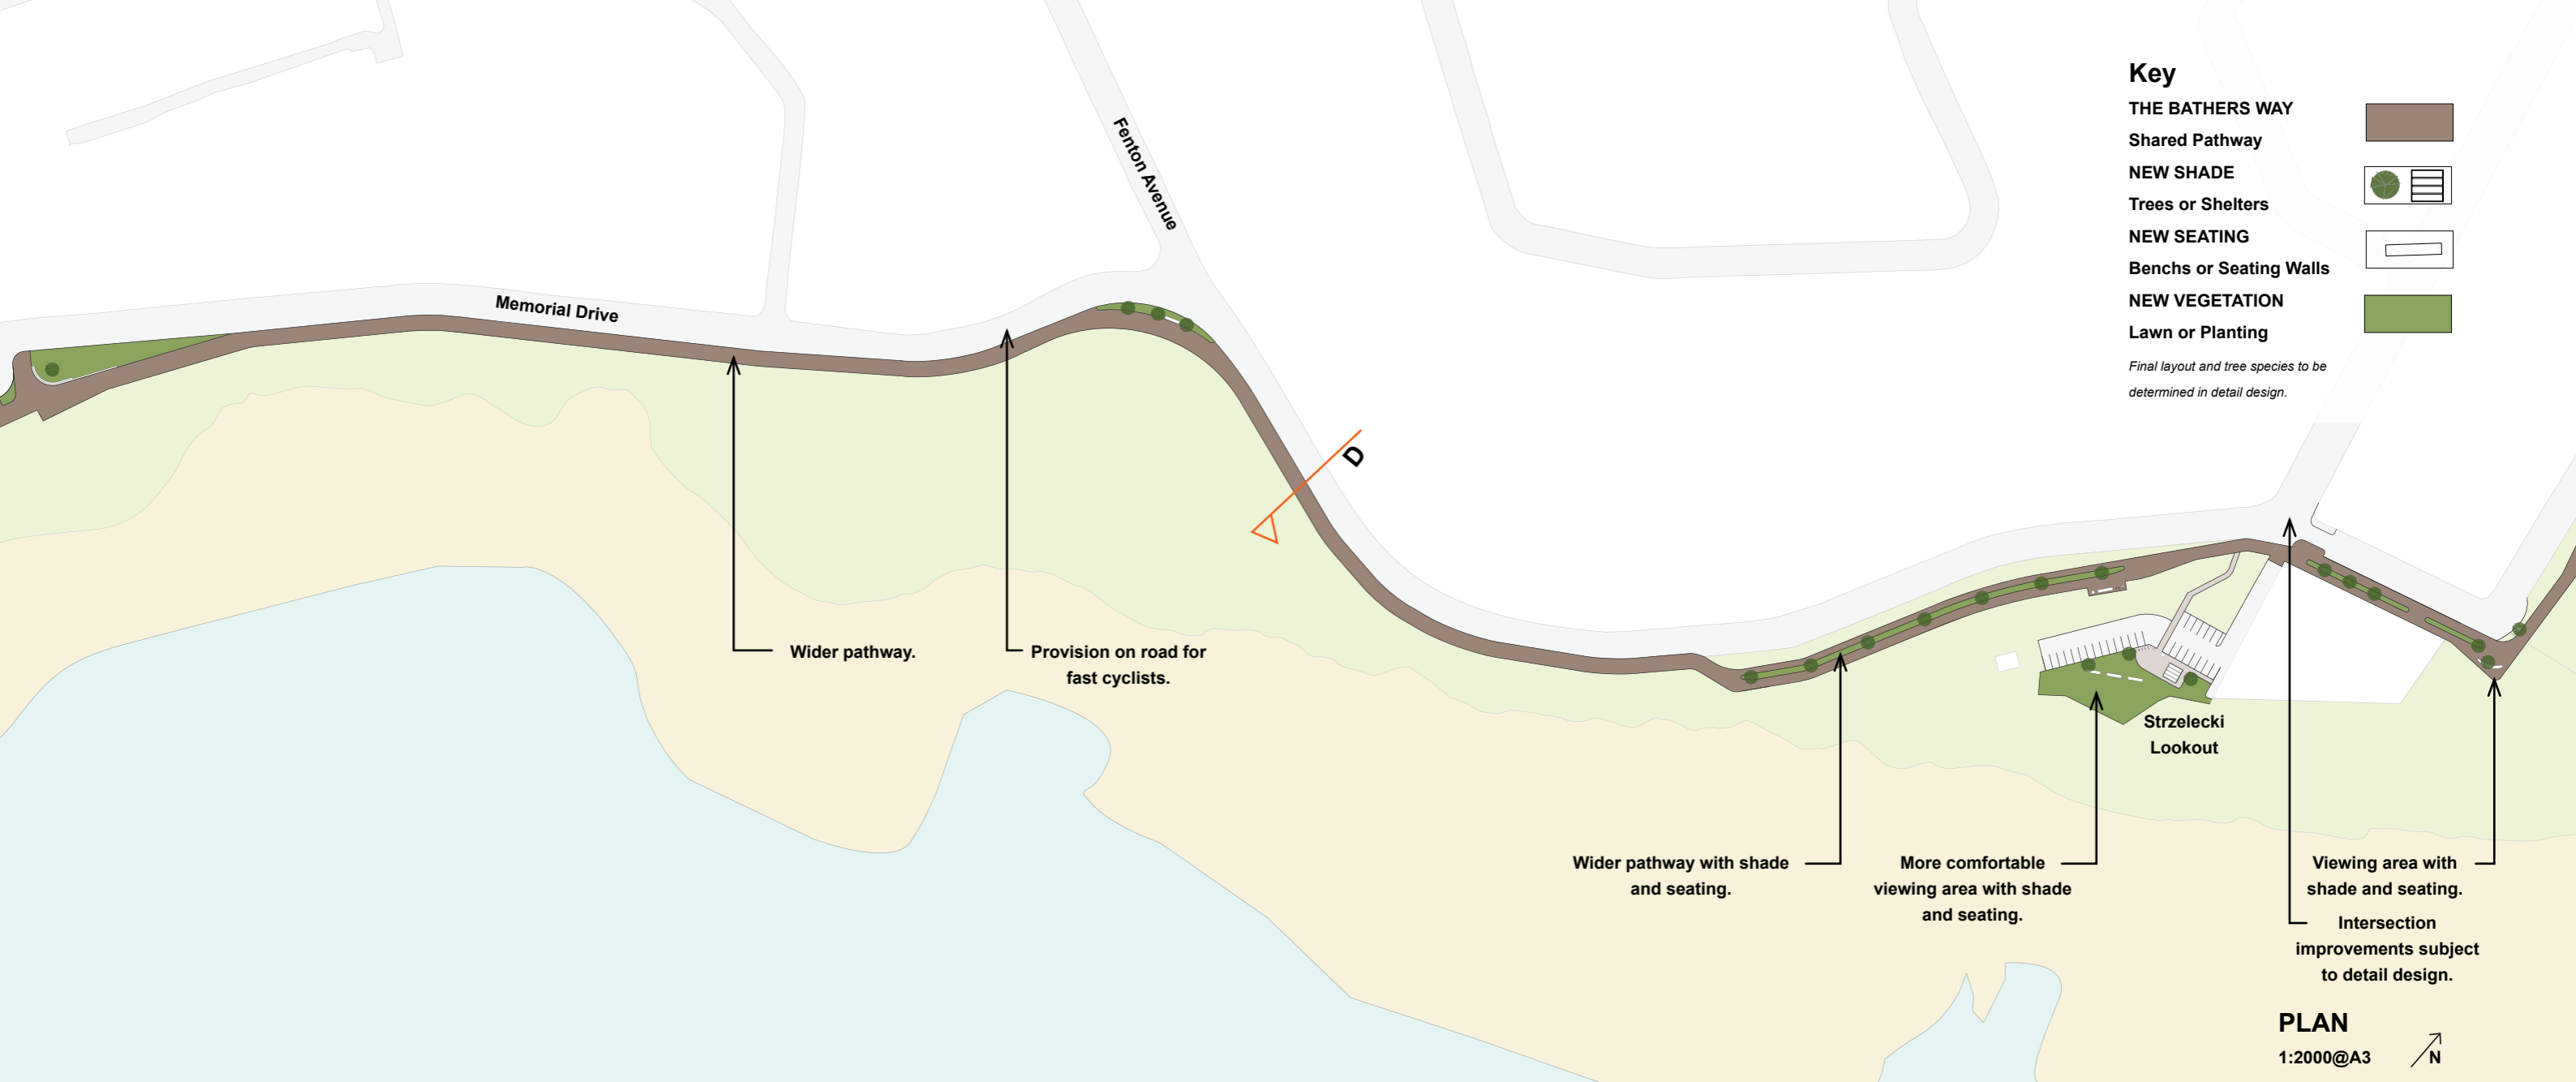 Key
THE BATHERS WAY
Shared Pathway
NEW SHADE
Trees or Shelters
NEW SEATING
Benchs or Seating Walls
NEW VEGETATION
Lawn or Planting
Final layout and tree species to be
determined in detail design.
Fenton Avenue
Memorial Drive
D
Wider pathway.
Provision on road for
fast cyclists.
Strzelecki
Lookout
Wider pathway with shade
and seating.
More comfortable
viewing area with shade
and seating.
Viewing area with
shade and seating.
Intersection
improvements subject
to detail design.
PLAN
1:2000@A3
N